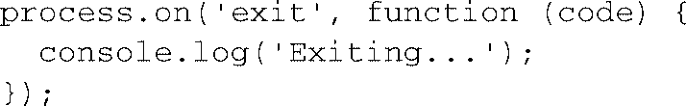 process.on('exit', function (code) {
  console.log('Exiting...');
});